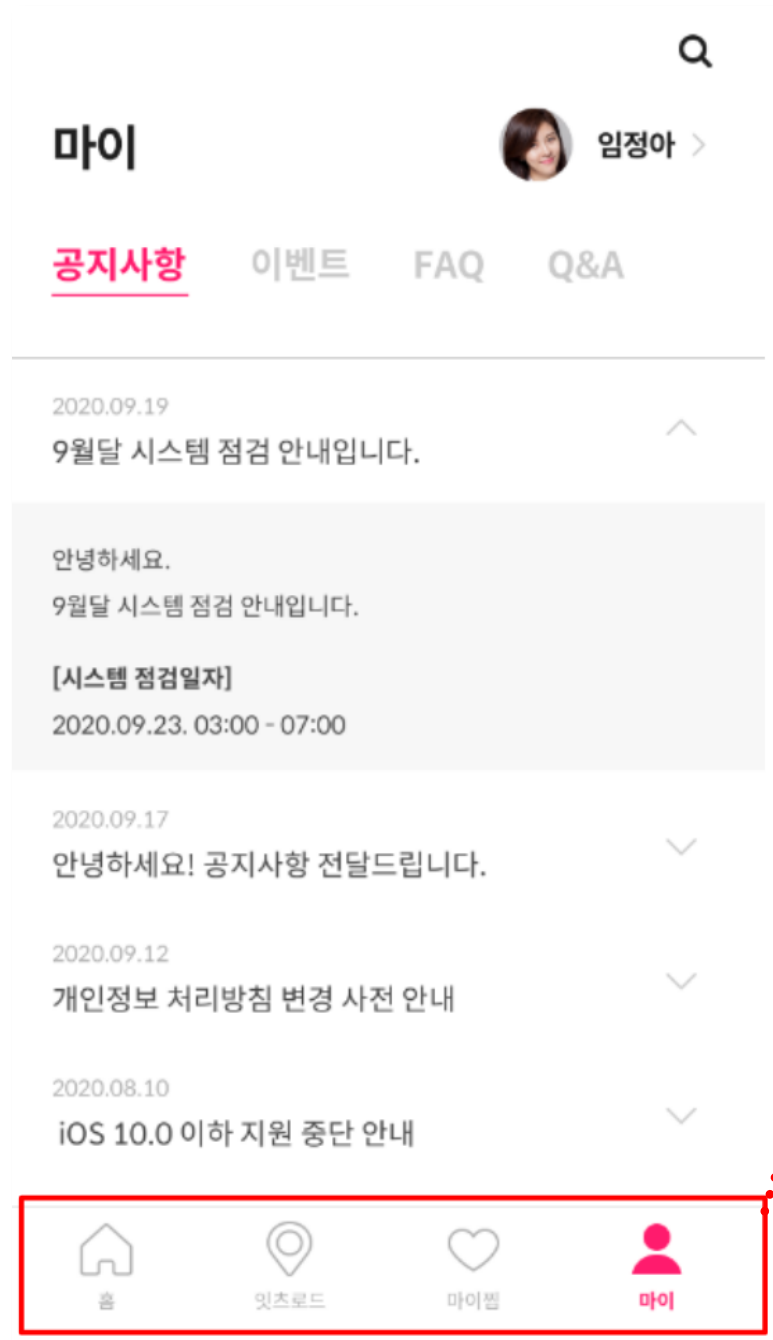 마이
임정아
공지사항 이벤트 FAQ Q&A
2020.09.19
9월달 시스템 점검 안내입니다.
안녕하세요.
9월달 시스템 점검 안내입니다.
[시스템 점검일자]
2020.09.23. 03:00 - 07:00
2020.09.17
안녕하세요! 공지사항 전달드립니다.
2020.09.12
개인정보 처리방침 변경 사전 안내
2020.08.10
iOS 10.0 이하 지원 중단 안내
홈 잇츠로드 마이찜 마이